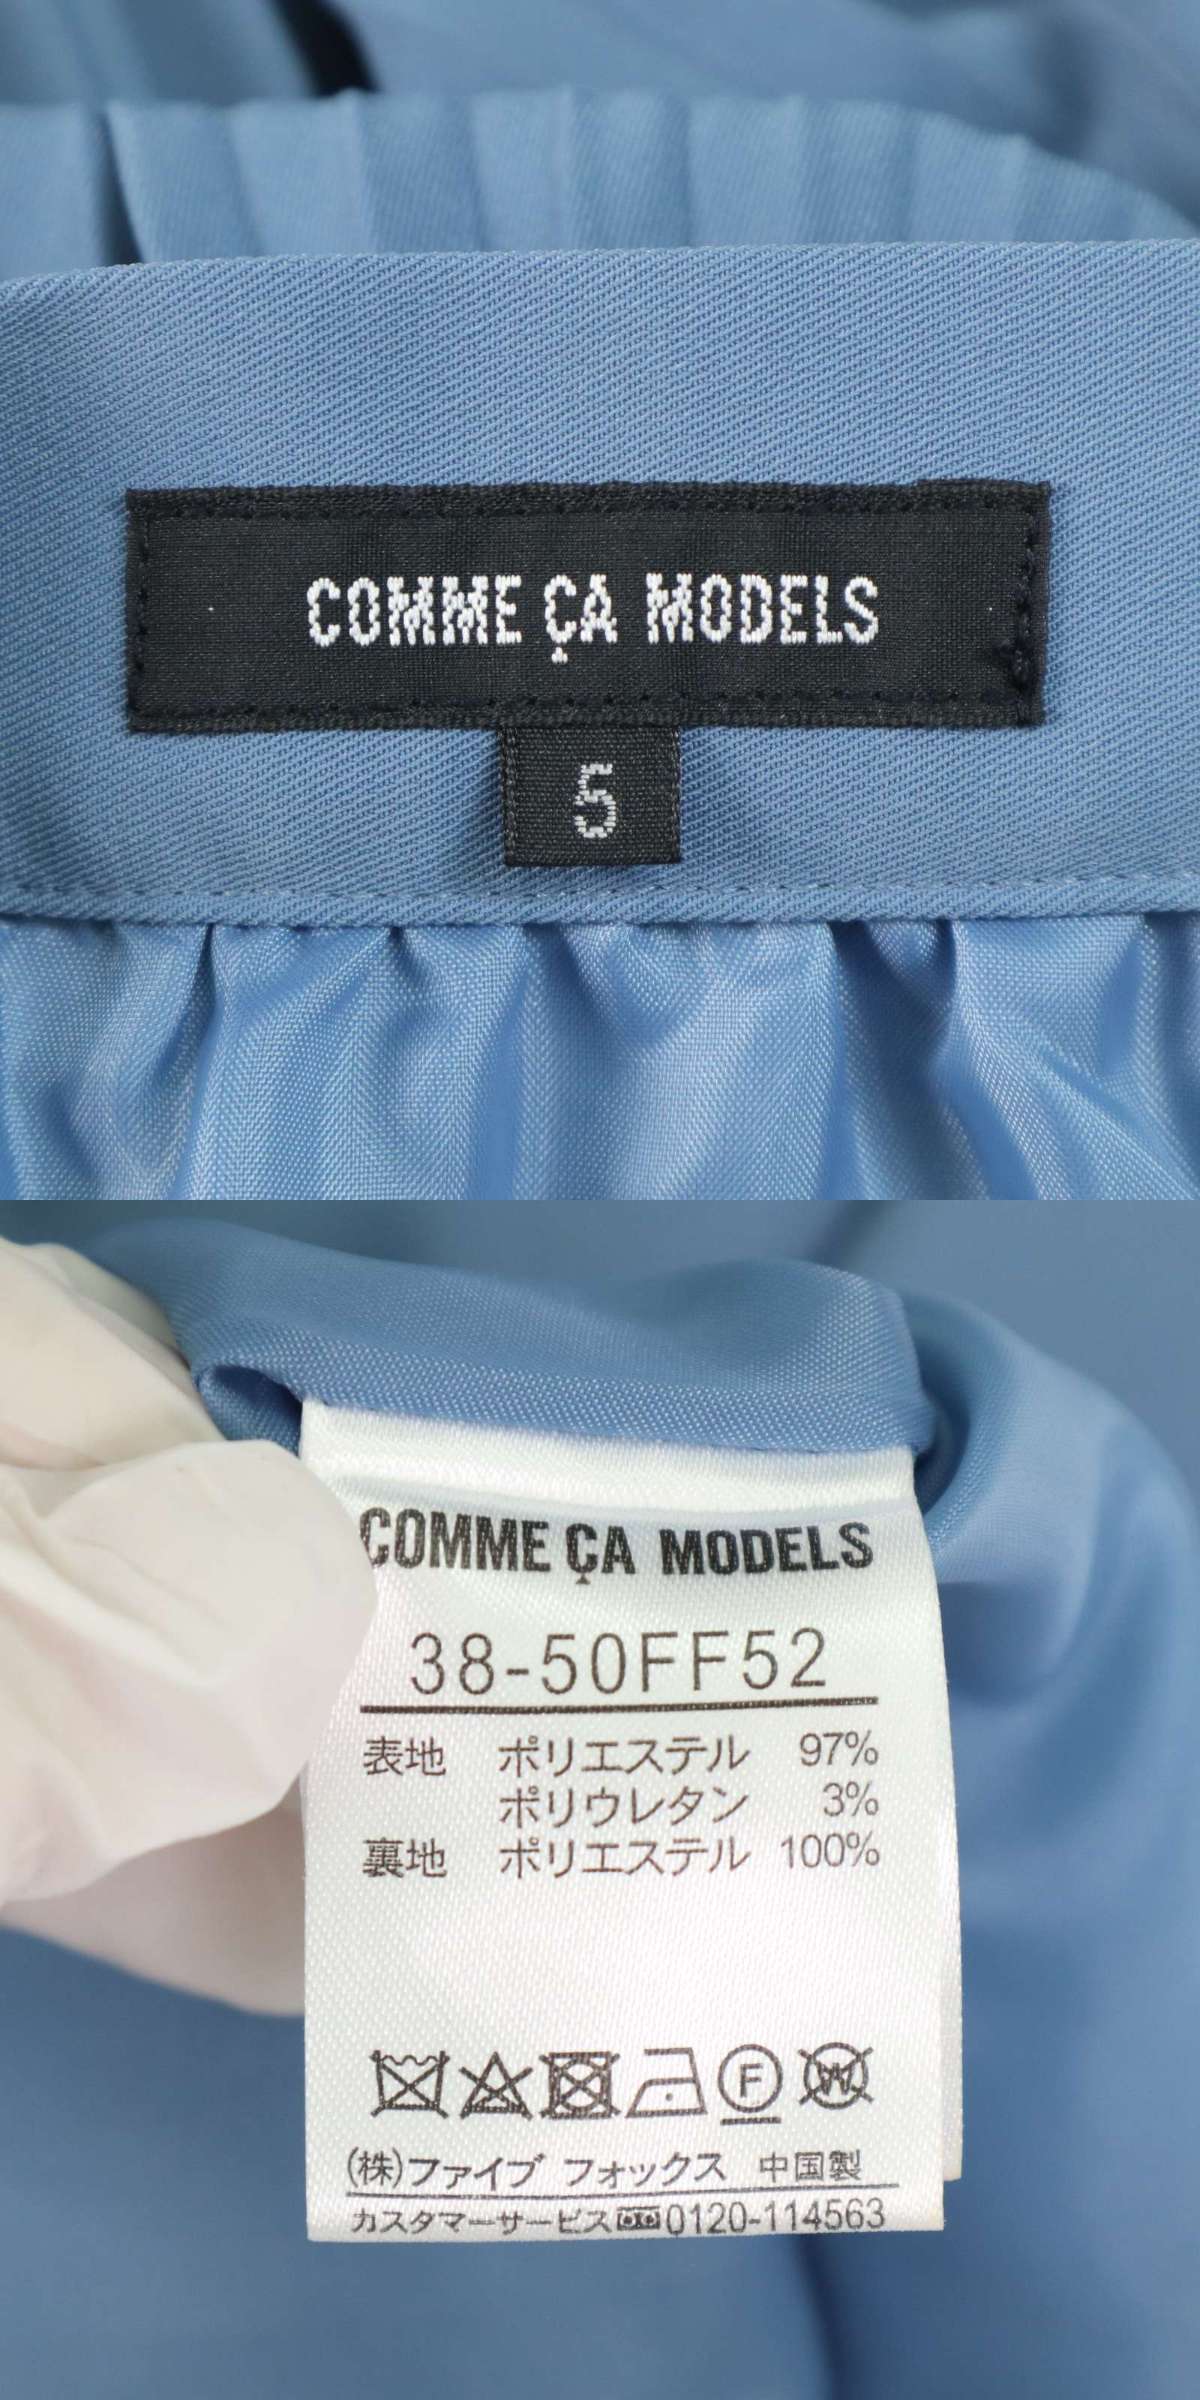 COMME ÇA MODELS
5
COMME ÇA MODELS
38-50FF52
表地 ポリエステル 97%
ポリウレタン 3%
裏地 ポリエステル 100%
F W
(株)ファイブ フォックス 中国製
カスタマーサービス 0120-114563